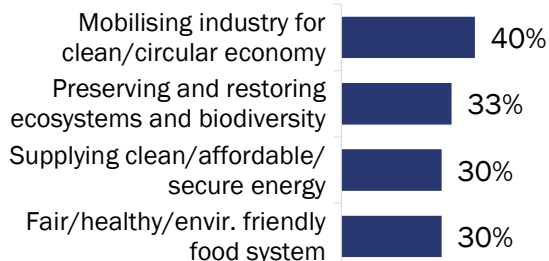 Mobilising industry for
clean/circular economy
40%
Preserving and restoring
ecosystems and biodiversity
33%
Supplying clean/affordable/
secure energy
30%
Fair/healthy/envir. friendly
food system
30%